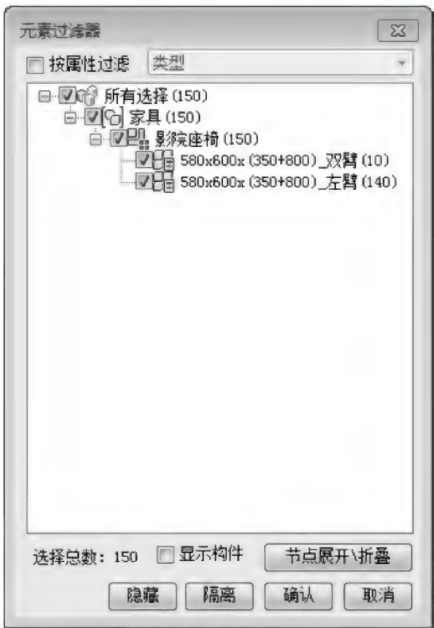 元素过滤器
按属性过滤 类型
所有选择 (150)
家具 (150)
影院座椅 (150)
580x600x(350+800)_双臂 (10)
580x600x(350+800)_左臂 (140)
选择总数: 150 显示构件 节点展开\折叠
隐藏 隔离 确认 取消